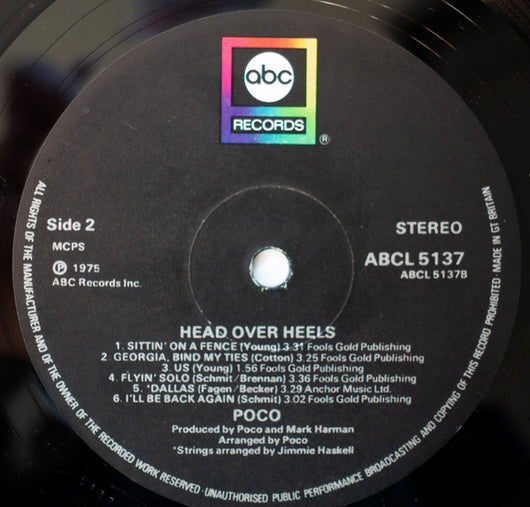 abc
RECORDS
®
Side 2
STEREO
MCPS
ABCL 5137
ABCL 5137B
Ⓟ 1975
ABC Records Inc.
HEAD OVER HEELS
1. SITTIN' ON A FENCE (Young) 3.31 Fools Gold Publishing
2. GEORGIA, BIND MY TIES (Cotton) 3.25 Fools Gold Publishing
3. US (Young) 1.56 Fools Gold Publishing
4. FLYIN' SOLO (Schmit/Brennan) 3.36 Fools Gold Publishing
5. *DALLAS (Fagen/Becker) 3.29 Anchor Music Ltd.
6. I'LL BE BACK AGAIN (Schmit) 3.02 Fools Gold Publishing
POCO
Produced by Poco and Mark Harman
Arranged by Poco
*Strings arranged by Jimmie Haskell
ALL RIGHTS OF THE MANUFACTURER AND OF THE OWNER OF THE RECORDED WORK RESERVED · UNAUTHORISED PUBLIC PERFORMANCE BROADCASTING AND COPYING OF THIS RECORD PROHIBITED · MADE IN GT BRITAIN